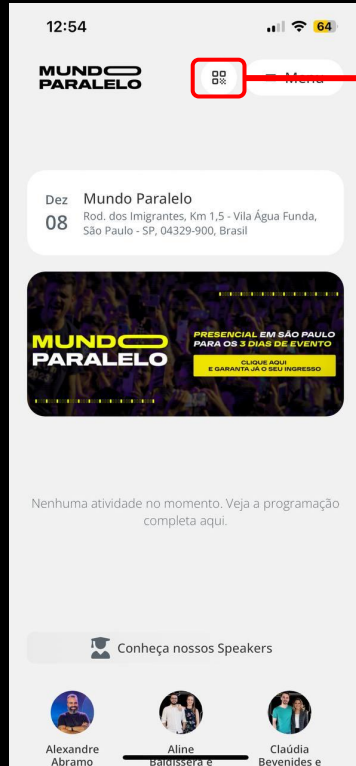 12:54
64
MUNDO
PARALELO
Menu
Dez
08
Mundo Paralelo
Rod. dos Imigrantes, Km 1,5 - Vila Água Funda,
São Paulo - SP, 04329-900, Brasil
MUNDO
PARALELO
PRESENCIAL EM SÃO PAULO
PARA OS 3 DIAS DE EVENTO
CLIQUE AQUI
E GARANTA JÁ O SEU INGRESSO
Nenhuma atividade no momento. Veja a programação
completa aqui.
Conheça nossos Speakers
Alexandre
Abramo
Aline
Baldissera e
Claúdia
Bevenides e